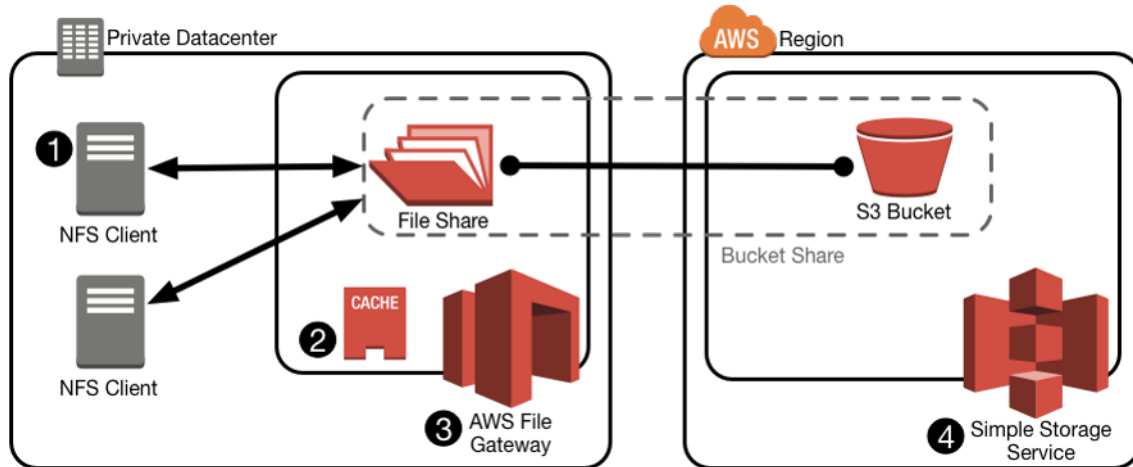 Private Datacenter
AWS Region
1
NFS Client
File Share
S3 Bucket
Bucket Share
NFS Client
2
CACHE
3 AWS File
Gateway
4 Simple Storage
Service